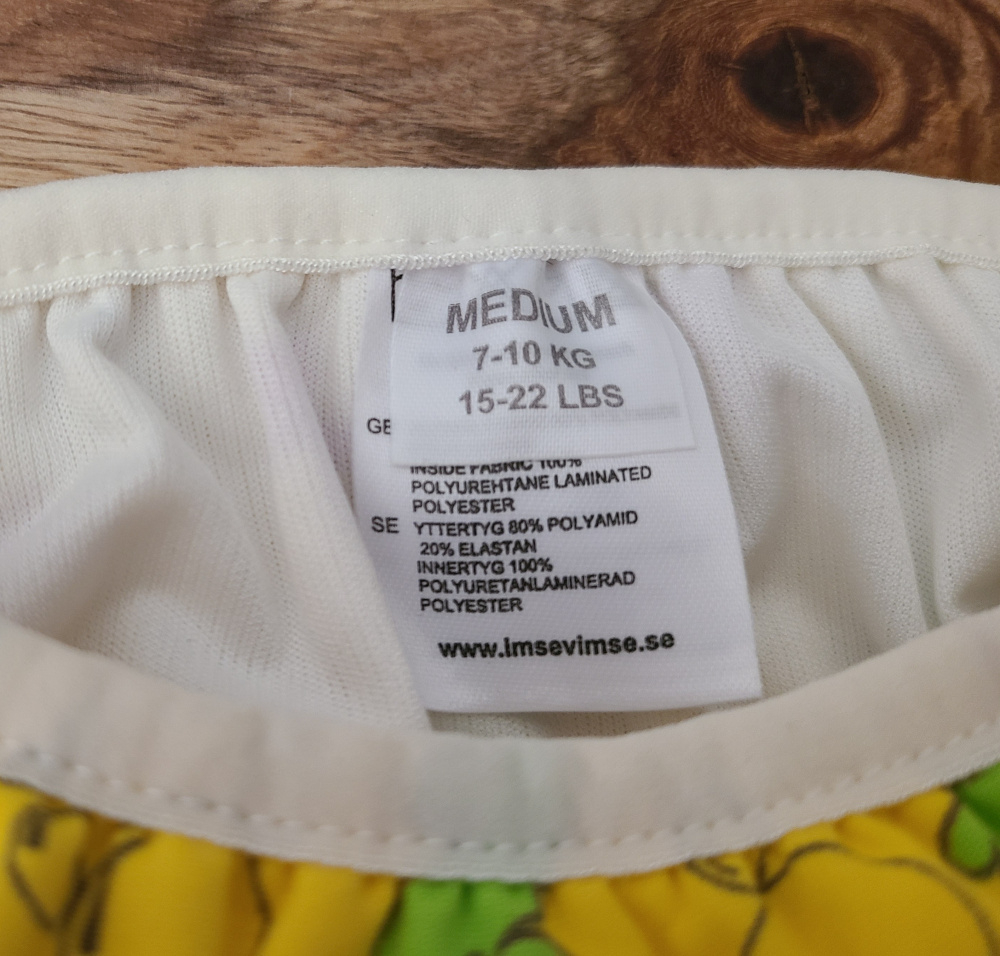 MEDIUM
7-10 KG
15-22 LBS
GE
INSIDE FABRIC 100%
POLYUREHTANE LAMINATED
POLYESTER
SE YTTERTYG 80% POLYAMID
20% ELASTAN
INNERTYG 100%
POLYURETANLAMINERAD
POLYESTER
www.Imsevimse.se